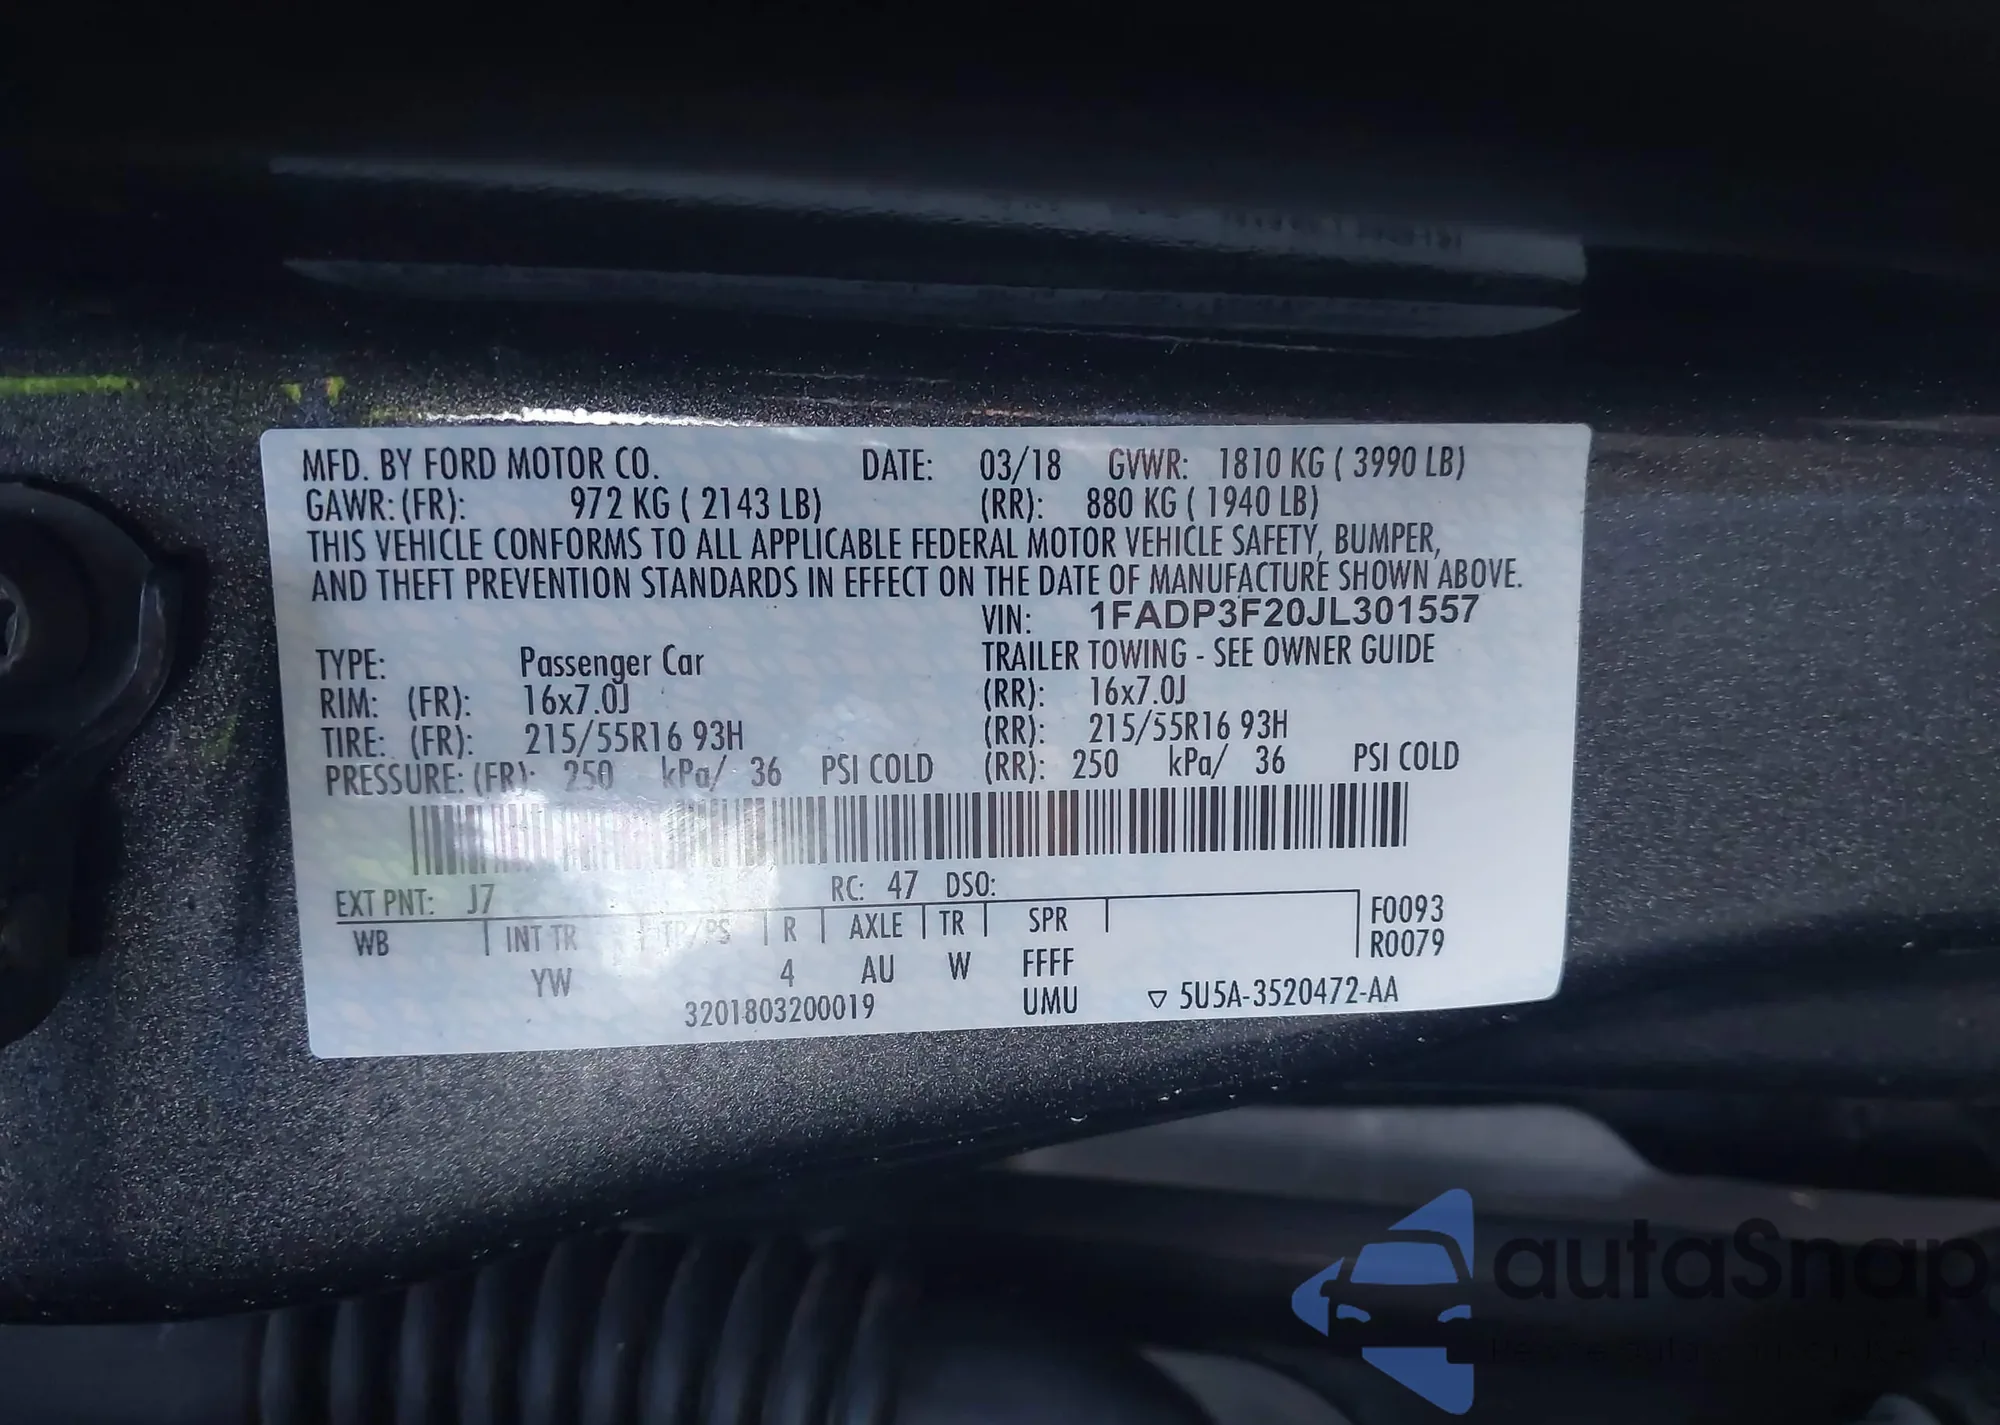 MFD. BY FORD MOTOR CO. DATE: 03/18 GVWR: 1810 KG ( 3990 LB)
GAWR: (FR): 972 KG ( 2143 LB) (RR): 880 KG ( 1940 LB)
THIS VEHICLE CONFORMS TO ALL APPLICABLE FEDERAL MOTOR VEHICLE SAFETY, BUMPER,
AND THEFT PREVENTION STANDARDS IN EFFECT ON THE DATE OF MANUFACTURE SHOWN ABOVE.
VIN: 1FADP3F20JL301557
TYPE: Passenger Car TRAILER TOWING - SEE OWNER GUIDE
RIM: (FR): 16x7.0J (RR): 16x7.0J
TIRE: (FR): 215/55R16 93H (RR): 215/55R16 93H
PRESSURE: (FR): 250 kPa/ 36 PSI COLD (RR): 250 kPa/ 36 PSI COLD
EXT PNT: J7 RC: 47 DSO:
WB INT TR TP/PS R AXLE TR SPR F0093
R0079
YW 4 AU W FFFF
3201803200019 UMU ▽ 5U5A-3520472-AA
autaSnap